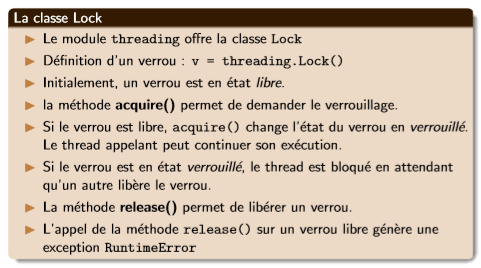 La classe Lock
Le module threading offre la classe Lock
Définition d'un verrou : v = threading.Lock()
Initialement, un verrou est en état libre.
la méthode acquire() permet de demander le verrouillage.
Si le verrou est libre, acquire() change l'état du verrou en verrouillé.
Le thread appelant peut continuer son exécution.
Si le verrou est en état verrouillé, le thread est bloqué en attendant
qu'un autre libère le verrou.
La méthode release() permet de libérer un verrou.
L'appel de la méthode release() sur un verrou libre génère une
exception RuntimeError